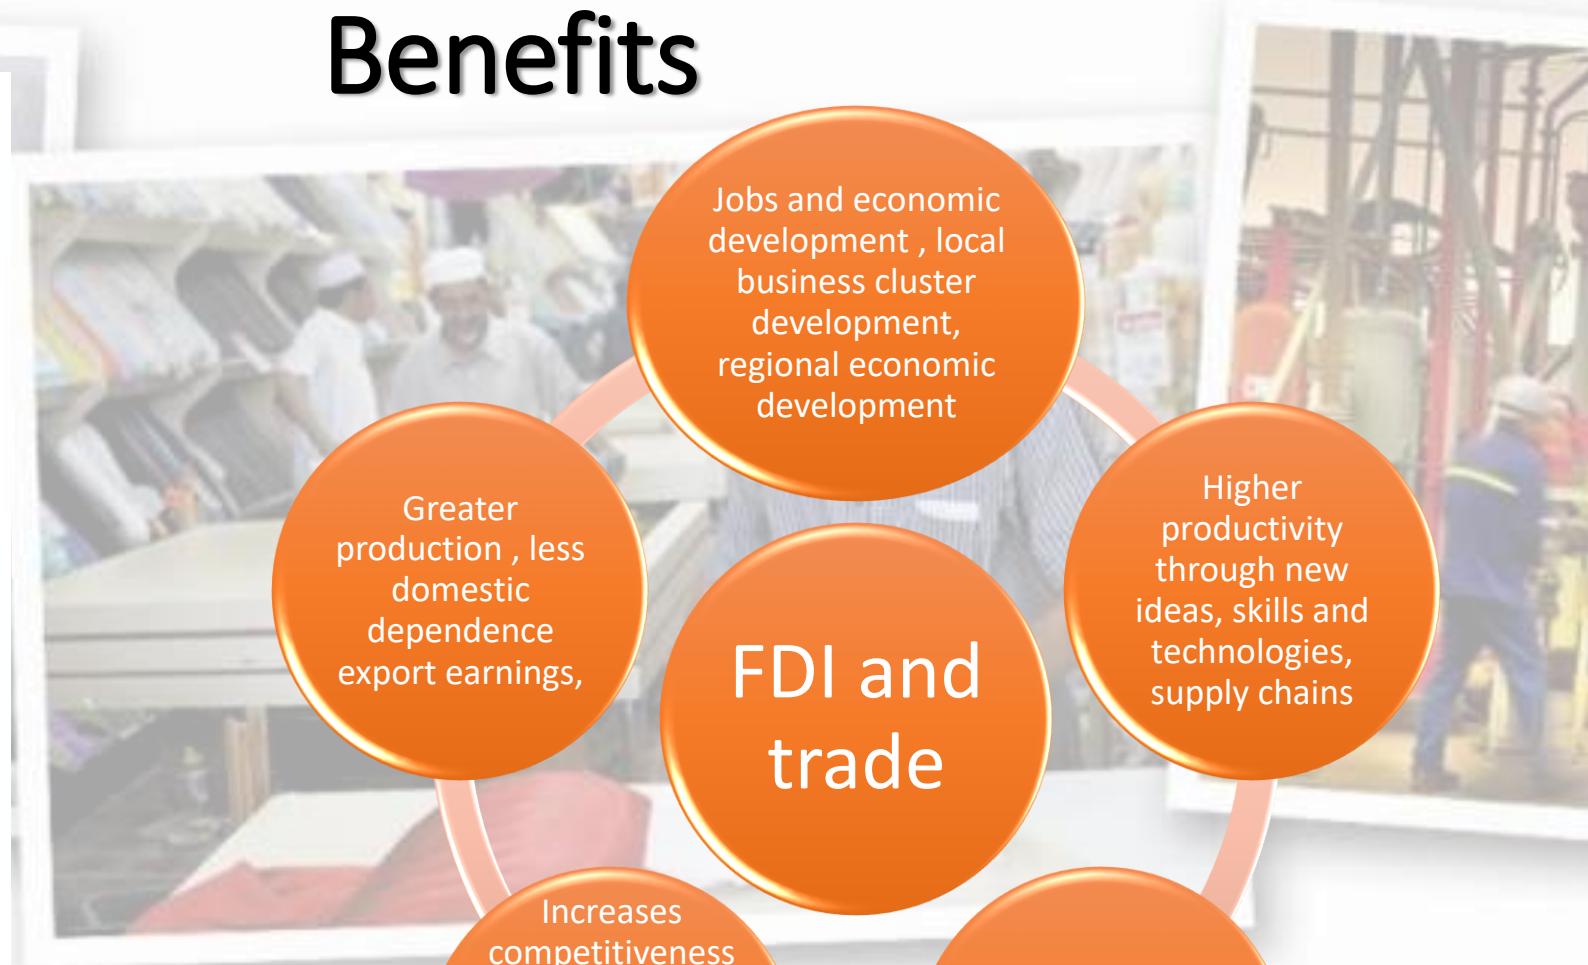 Benefits
Jobs and economic
development , local
business cluster
development,
regional economic
development
Greater
production , less
domestic
dependence
export earnings,
Higher
productivity
through new
ideas, skills and
technologies,
supply chains
FDI and
trade
Increases
competitiveness